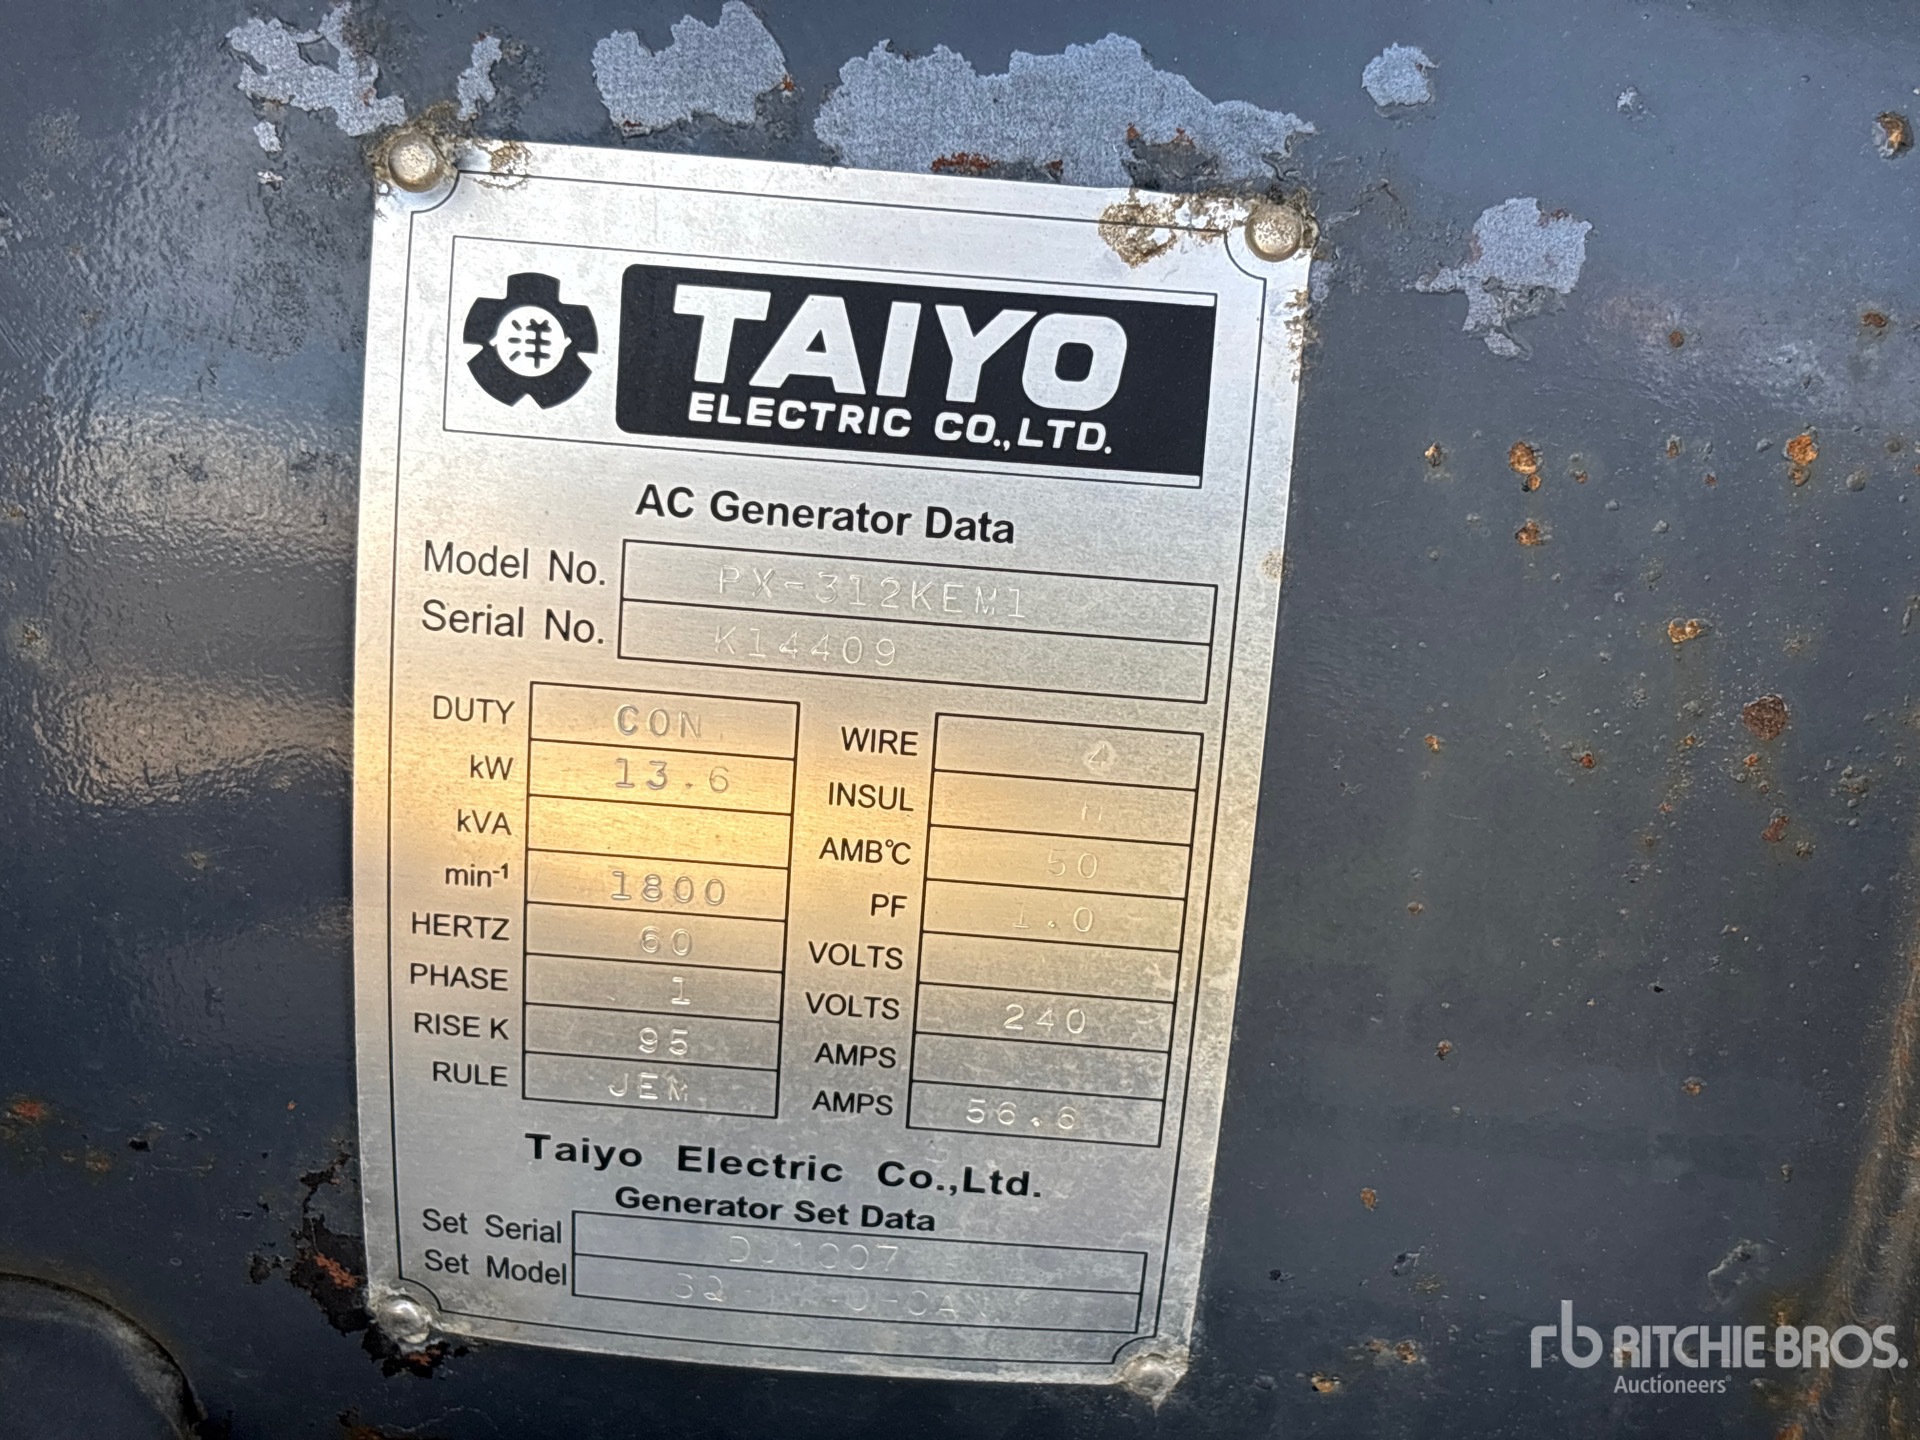 洋
TAIYO
ELECTRIC CO.,LTD.
AC Generator Data
Model No. PX-312KEM1
Serial No. K14409
DUTY CON
kW 13.6
kVA
min-1 1800
HERTZ 60
PHASE 1
RISE K 95
RULE JEM
WIRE 4
INSUL H
AMB°C 50
PF 1.0
VOLTS
VOLTS 240
AMPS
AMPS 56.6
Taiyo Electric Co.,Ltd.
Generator Set Data
Set Serial DJ1007
Set Model
rb RITCHIE BROS.
Auctioneers